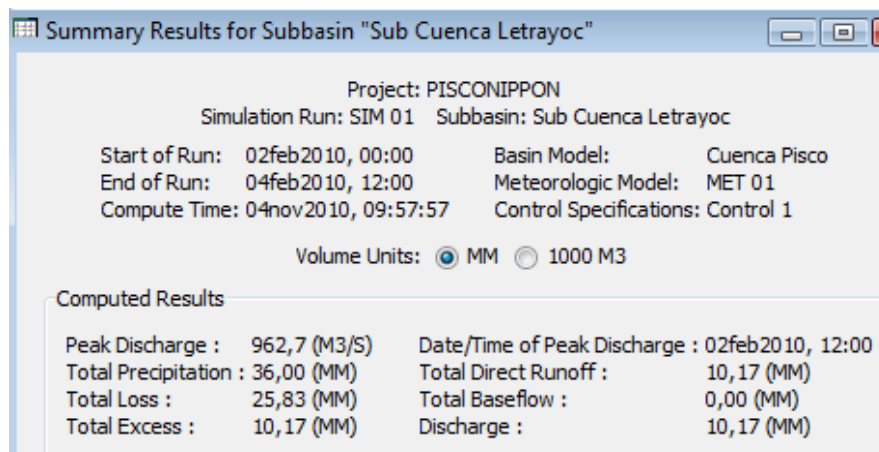 Summary Results for Subbasin "Sub Cuenca Letrayoc"
Project: PISCONIPPON
Simulation Run: SIM 01 Subbasin: Sub Cuenca Letrayoc
Start of Run: 02feb2010, 00:00 Basin Model: Cuenca Pisco
End of Run: 04feb2010, 12:00 Meteorologic Model: MET 01
Compute Time: 04nov2010, 09:57:57 Control Specifications: Control 1
Volume Units: MM 1000 M3
Computed Results
Peak Discharge : 962,7 (M3/S) Date/Time of Peak Discharge : 02feb2010, 12:00
Total Precipitation : 36,00 (MM) Total Direct Runoff : 10,17 (MM)
Total Loss : 25,83 (MM) Total Baseflow : 0,00 (MM)
Total Excess : 10,17 (MM) Discharge : 10,17 (MM)